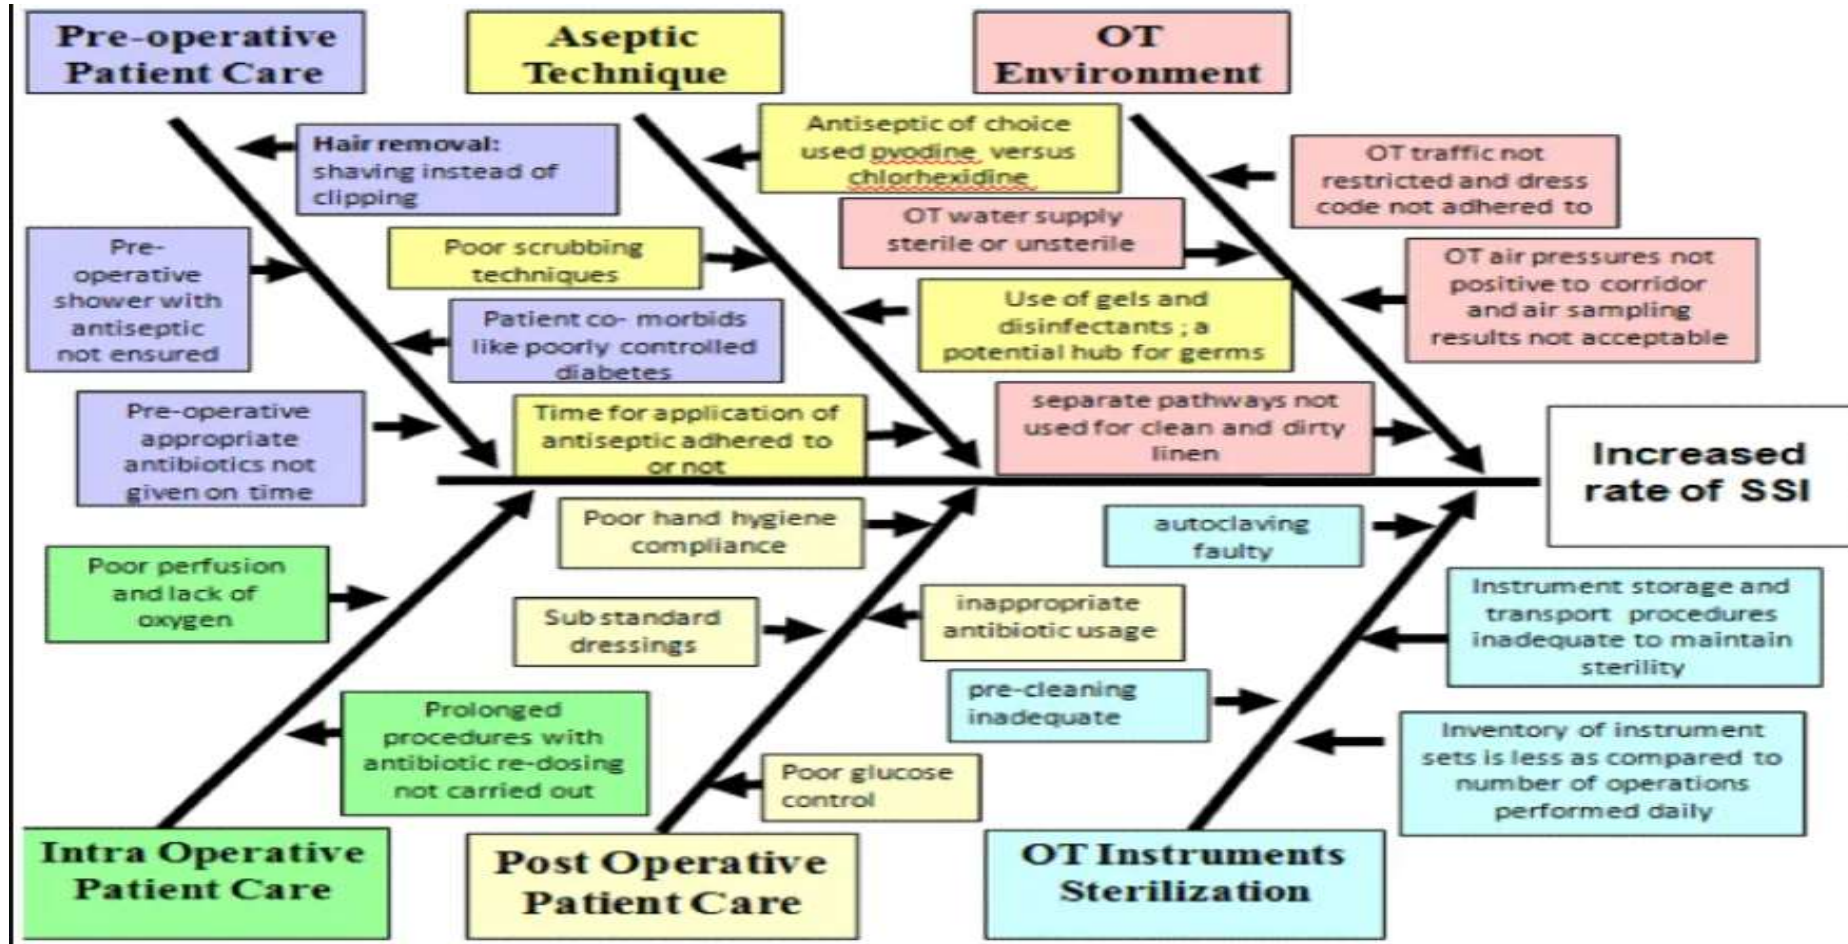 Pre-operative
Patient Care
Aseptic
Technique
OT
Environment
Hair removal:
shaving instead of
clipping
Antiseptic of choice
used pyodine versus
chlorhexidine
OT traffic not
restricted and dress
code not adhered to
Pre-
operative
shower with
antiseptic
not ensured
Poor scrubbing
techniques
OT water supply
sterile or unsterile
OT air pressures not
positive to corridor
and air sampling
results not acceptable
Patient co- morbids
like poorly controlled
diabetes
Use of gels and
disinfectants ; a
potential hub for germs
Pre-operative
appropriate
antibiotics not
given on time
Time for application of
antiseptic adhered to
or not
separate pathways not
used for clean and dirty
linen
Increased
rate of SSI
Poor hand hygiene
compliance
autoclaving
faulty
Poor perfusion
and lack of
oxygen
Sub standard
dressings
inappropriate
antibiotic usage
Instrument storage and
transport procedures
inadequate to maintain
sterility
pre-cleaning
inadequate
Prolonged
procedures with
antibiotic re-dosing
not carried out
Poor glucose
control
Inventory of instrument
sets is less as compared to
number of operations
performed daily
Intra Operative
Patient Care
Post Operative
Patient Care
OT Instruments
Sterilization